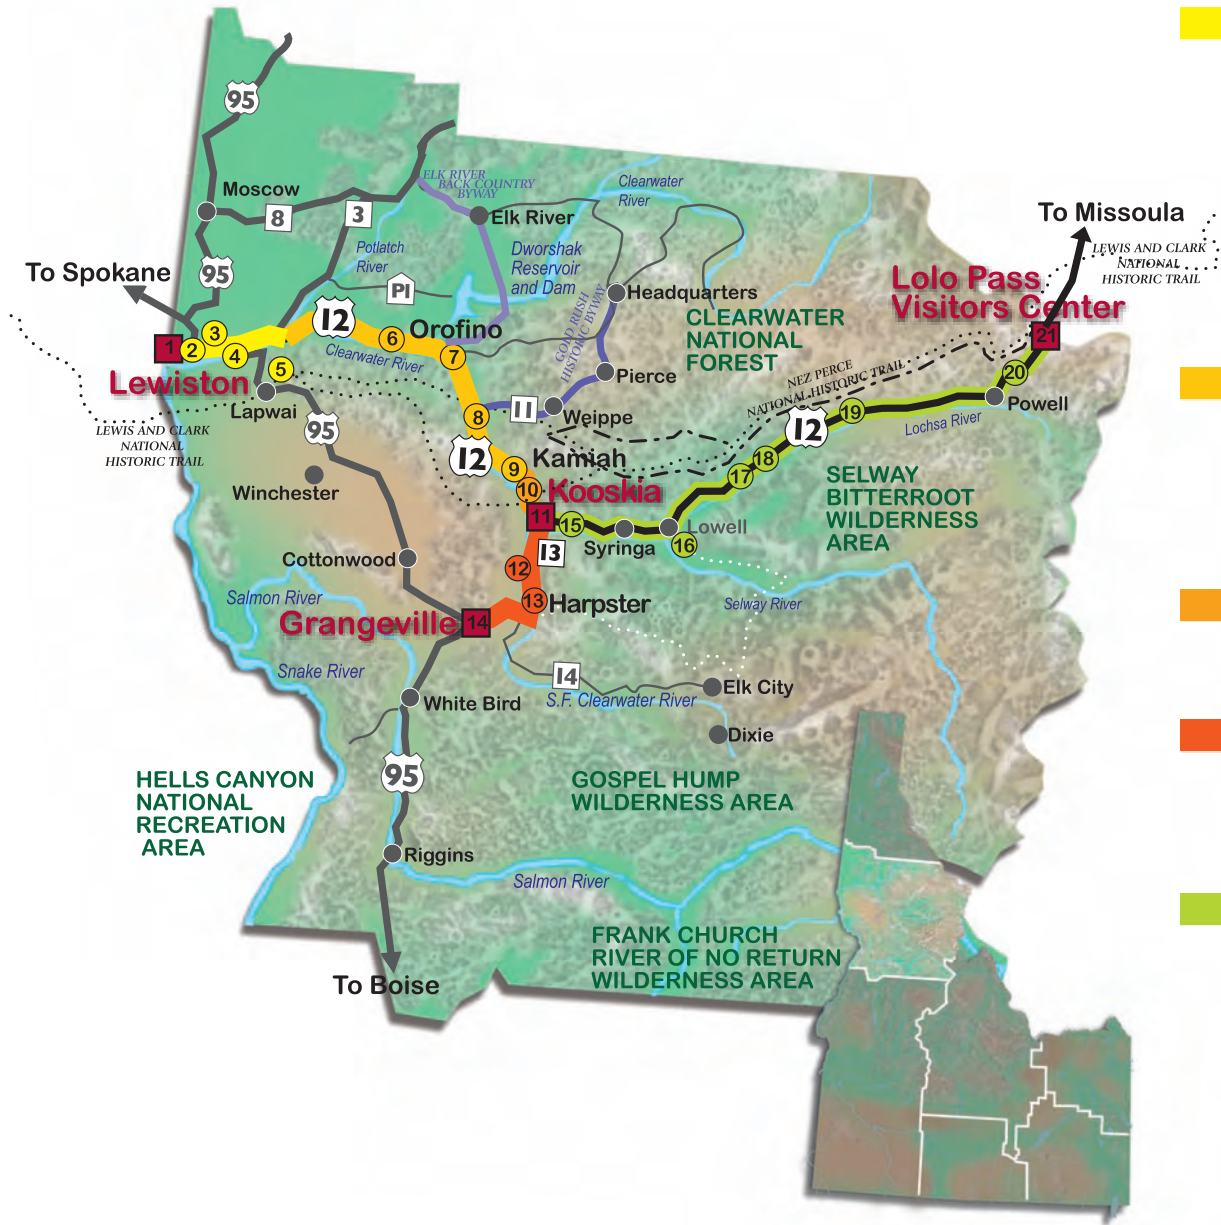 95
Moscow
8
3
ELK RIVER
BACK COUNTRY
BYWAY
Elk River
Clearwater
River
To Missoula
LEWIS AND CLARK
NATIONAL
HISTORIC TRAIL
To Spokane
95
Potlatch
River
Dworshak
Reservoir
and Dam
P1
Headquarters
GOLD RUSH
HISTORIC BYWAY
Lolo Pass
Visitors Center
CLEARWATER
NATIONAL
FOREST
12
Orofino
Clearwater River
1
2
3
4
5
6
7
Lewiston
Lapwai
Pierce
NEZ PERCE
NATIONAL HISTORIC TRAIL
21
20
Powell
19
12
Lochsa River
LEWIS AND CLARK
NATIONAL
HISTORIC TRAIL
95
8
11
Weippe
12
9
Kamiah
10
Kooskia
18
17
SELWAY
BITTERROOT
WILDERNESS
AREA
Winchester
11
15
Syringa
Lowell
16
13
12
Cottonwood
Salmon River
13
Harpster
Selway River
Grangeville
14
Snake River
14
S.F. Clearwater River
Elk City
White Bird
Dixie
95
HELLS CANYON
NATIONAL
RECREATION
AREA
GOSPEL HUMP
WILDERNESS AREA
Riggins
Salmon River
FRANK CHURCH
RIVER OF NO RETURN
WILDERNESS AREA
To Boise